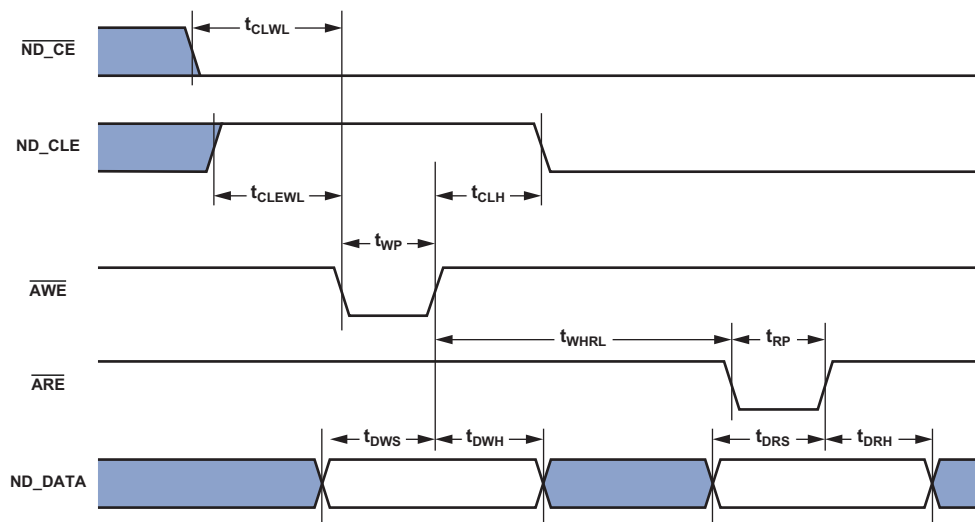 tCLWL
ND_CE
ND_CLE
tCLEWL
tCLH
tWP
AWE
tWHRL
tRP
ARE
tDWS
tDWH
tDRS
tDRH
ND_DATA